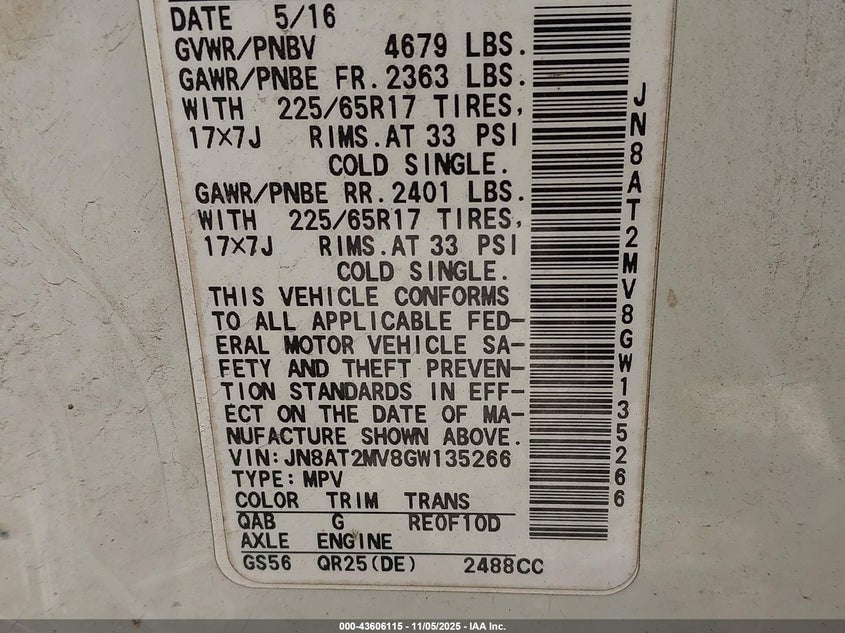 DATE 5/16
GVWR/PNBV 4679 LBS.
GAWR/PNBE FR. 2363 LBS.
WITH 225/65R17 TIRES,
17X7J RIMS. AT 33 PSI
COLD SINGLE.
GAWR/PNBE RR. 2401 LBS.
WITH 225/65R17 TIRES,
17X7J RIMS. AT 33 PSI
COLD SINGLE.
THIS VEHICLE CONFORMS
TO ALL APPLICABLE FED-
ERAL MOTOR VEHICLE SA-
FETY AND THEFT PREVEN-
TION STANDARDS IN EFF-
ECT ON THE DATE OF MA-
NUFACTURE SHOWN ABOVE.
VIN: JN8AT2MV8GW135266
TYPE: MPV
COLOR TRIM TRANS
QAB G RE0F10D
AXLE ENGINE
GS56 QR25(DE) 2488CC
JN8AT2MV8GW135266
000-43606115 - 11/05/2025 - IAA Inc.